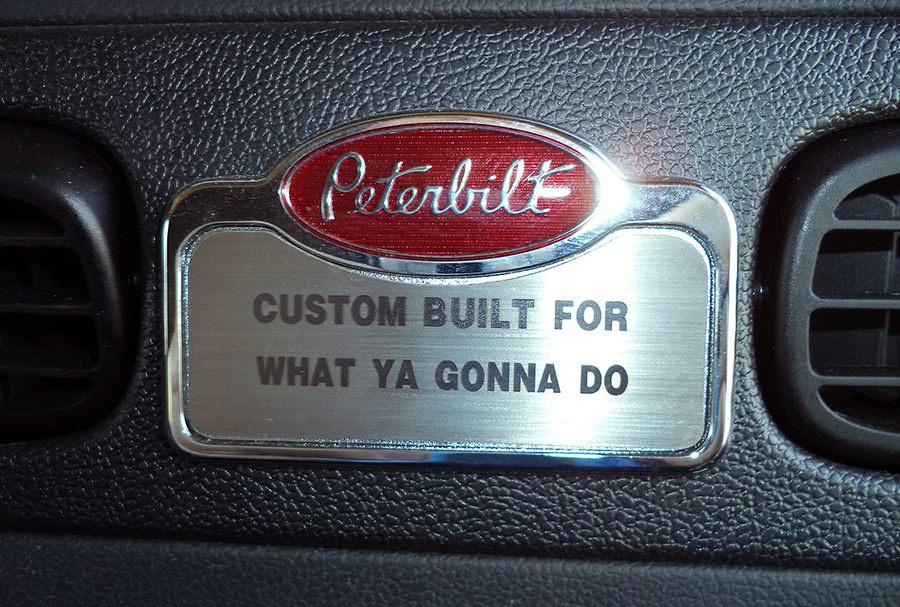 Peterbilt
CUSTOM BUILT FOR
WHAT YA GONNA DO